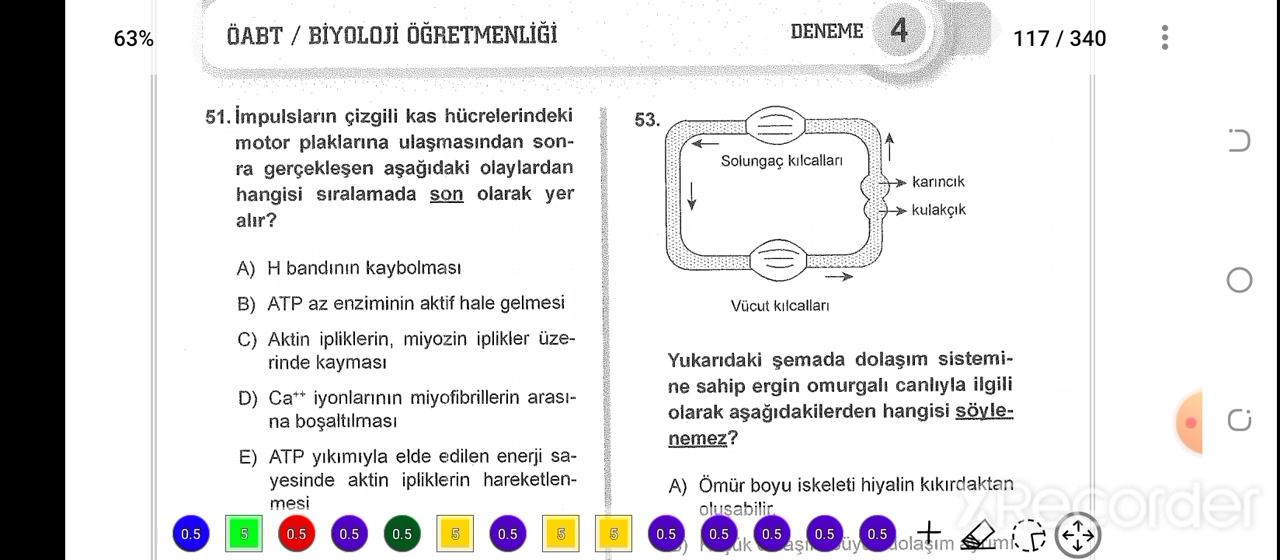 63%
ÖABT / BİYOLOJİ ÖĞRETMENLİĞİ
DENEME 4
117 / 340
51. İmpulsların çizgili kas hücrelerindeki
motor plaklarına ulaşmasından son-
ra gerçekleşen aşağıdaki olaylardan
hangisi sıralamada son olarak yer
alır?
A) H bandının kaybolması
B) ATP az enziminin aktif hale gelmesi
C) Aktin ipliklerin, miyozin iplikler üze-
rinde kayması
D) Ca++ iyonlarının miyofibrillerin arası-
na boşaltılması
E) ATP yıkımıyla elde edilen enerji sa-
yesinde aktin ipliklerin hareketlen-
mesi
53.
Solungaç kılcalları
karıncık
kulakçık
Vücut kılcalları
Yukarıdaki şemada dolaşım sistemi-
ne sahip ergin omurgalı canlıyla ilgili
olarak aşağıdakilerden hangisi söyle-
nemez?
A) Ömür boyu iskeleti hiyalin kıkırdaktan
oluşabilir.
dolaşım
0.5 5 0.5 0.5 0.5 5 0.5 5 5 0.5 0.5 0.5 0.5 0.5
XRecorder